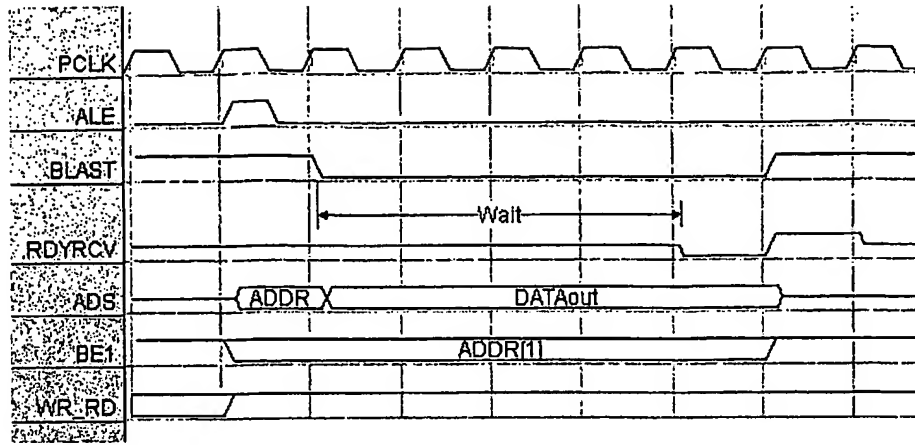 PCLK
ALE
BLAST
Wait
RDYRCV
ADS
ADDR
DATAout
BE1
ADDR[1]
WR_RD